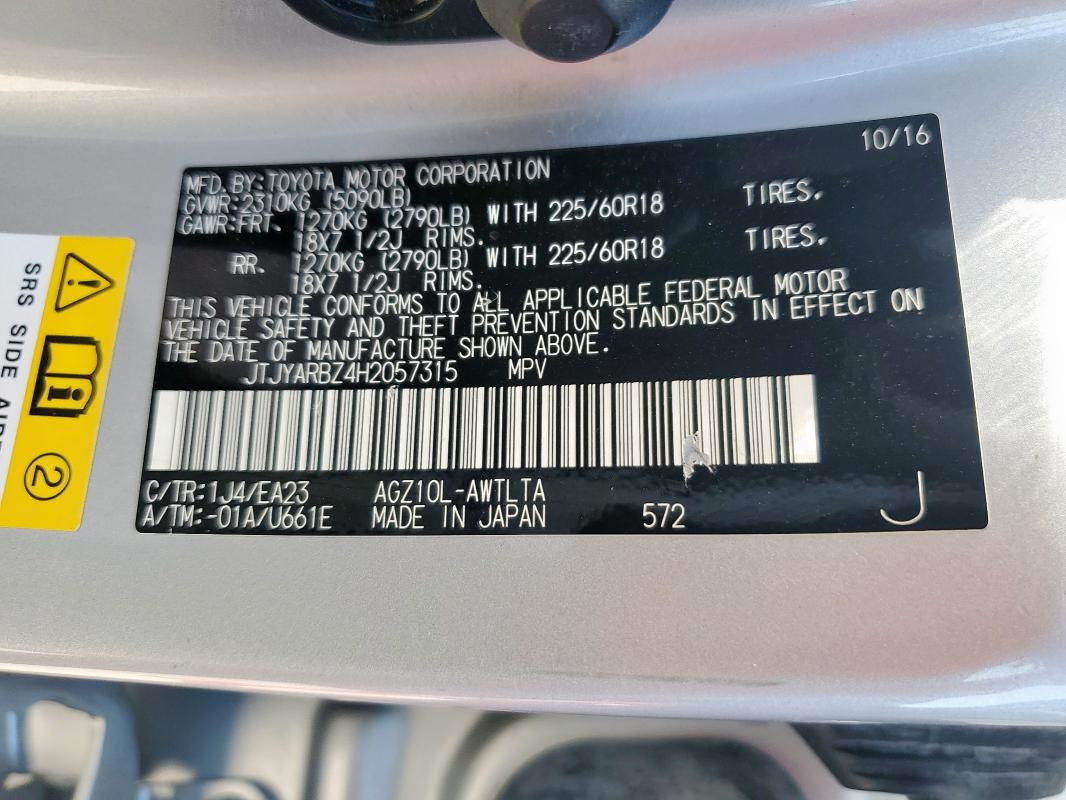 10/16
MFD. BY:TOYOTA MOTOR CORPORATION
GVWR:2310KG (5090LB)
GAWR:FRT. 1270KG (2790LB) WITH 225/60R18 TIRES.
18X7 1/2J RIMS.
RR. 1270KG (2790LB) WITH 225/60R18 TIRES.
18X7 1/2J RIMS.
THIS VEHICLE CONFORMS TO ALL APPLICABLE FEDERAL MOTOR
VEHICLE SAFETY AND THEFT PREVENTION STANDARDS IN EFFECT ON
THE DATE OF MANUFACTURE SHOWN ABOVE.
JTJYARBZ4H2057315 MPV
C/TR:1J4/EA23 AGZ10L-AWTLTA
A/TM:-01A/U661E MADE IN JAPAN 572 J
SRS SIDE
2